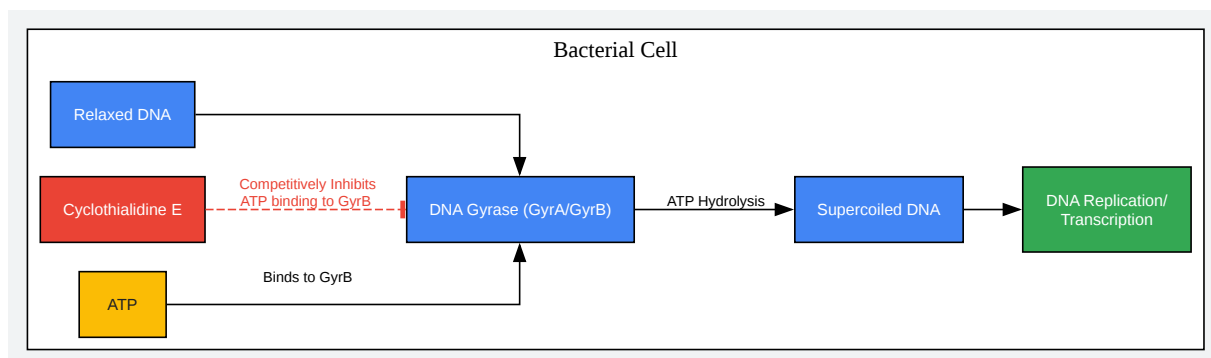 Bacterial Cell
Relaxed DNA
Cyclothialidine E
Competitively Inhibits
ATP binding to GyrB
DNA Gyrase (GyrA/GyrB)
ATP Hydrolysis
Supercoiled DNA
DNA Replication/
Transcription
Binds to GyrB
ATP